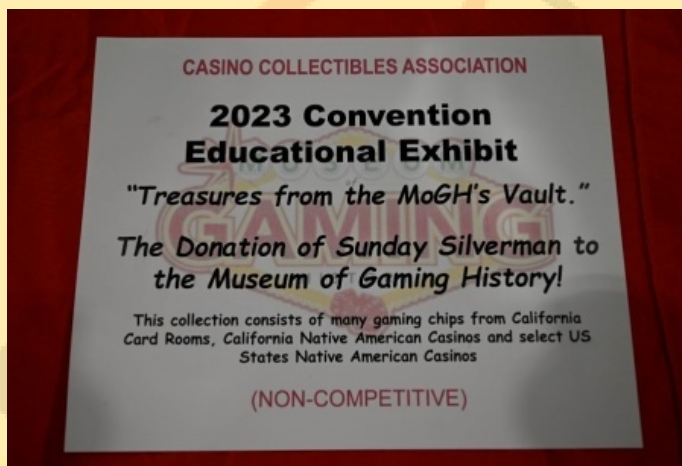 CASINO COLLECTIBLES ASSOCIATION
2023 Convention
Educational Exhibit
"Treasures from the MoGH's Vault."
The Donation of Sunday Silverman to
the Museum of Gaming History!
This collection consists of many gaming chips from California
Card Rooms, California Native American Casinos and select US
States Native American Casinos
(NON-COMPETITIVE)
MUSEUM
GAMING